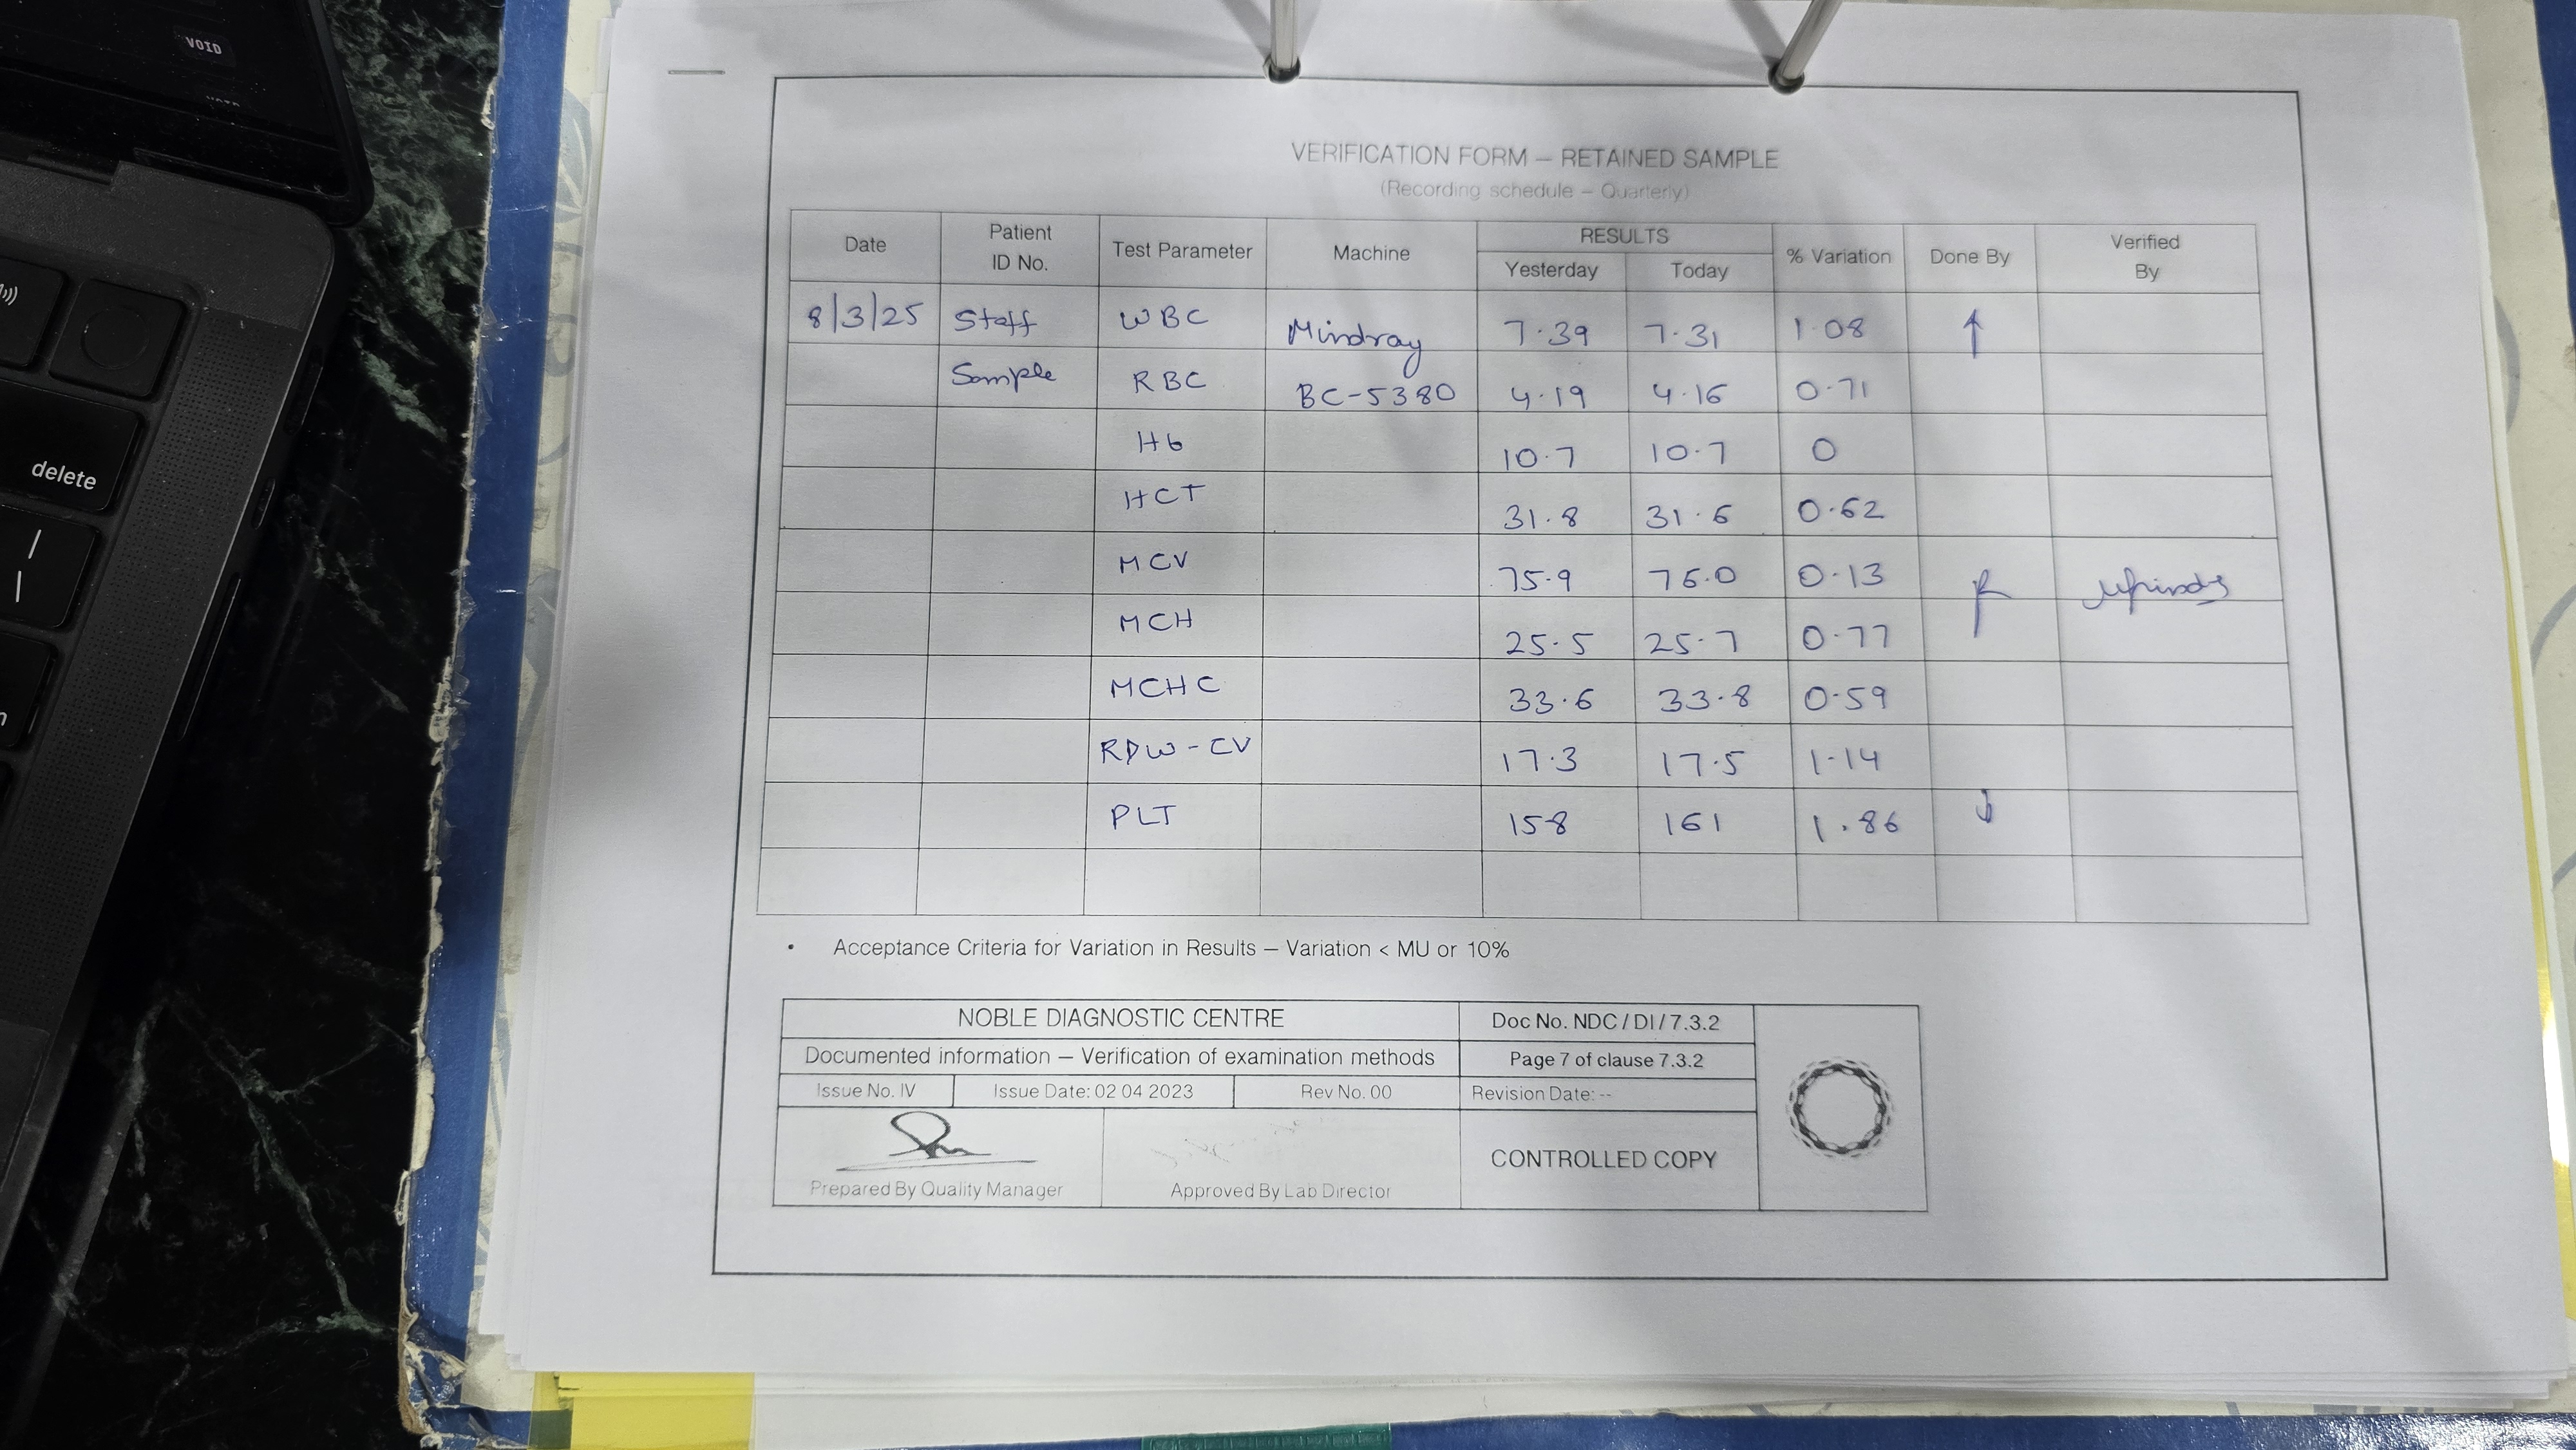 VOID
delete
VERIFICATION FORM – RETAINED SAMPLE
(Recording schedule – Quarterly)
Date Patient ID No. Test Parameter Machine RESULTS Yesterday Today % Variation Done By Verified By
8/3/25 Staff WBC Mindray 7.39 7.31 1.08
Sample RBC BC-5380 4.19 4.16 0.71
Hb 10.7 10.7 0
HCT 31.8 31.6 0.62
MCV 75.9 76.0 0.13
MCH 25.5 25.7 0.77
MCHC 33.6 33.8 0.59
RDW-CV 17.3 17.5 1.14
PLT 158 161 1.86
• Acceptance Criteria for Variation in Results – Variation < MU or 10%
NOBLE DIAGNOSTIC CENTRE Doc No. NDC / DI / 7.3.2
Documented information – Verification of examination methods Page 7 of clause 7.3.2
Issue No. IV Issue Date: 02 04 2023 Rev No. 00 Revision Date: --
CONTROLLED COPY
Prepared By Quality Manager Approved By Lab Director